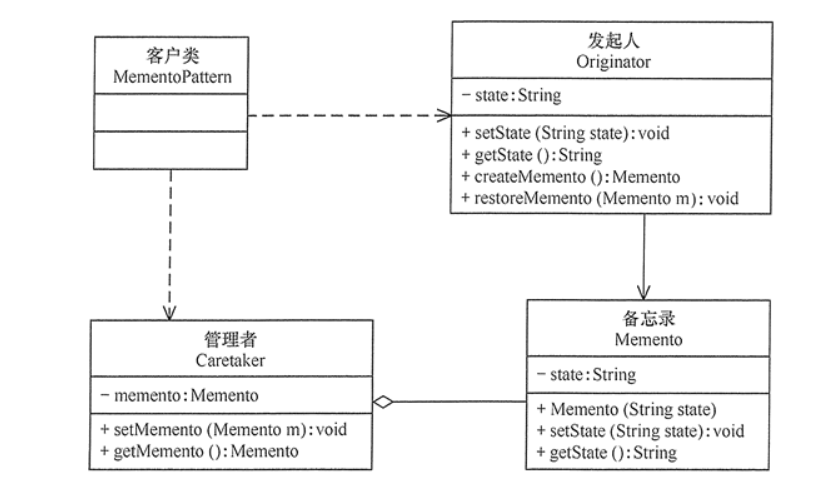 客户类
MementoPattern
发起人
Originator
- state:String
+ setState (String state):void
+ getState ():String
+ createMemento ():Memento
+ restoreMemento (Memento m):void
管理者
Caretaker
- memento:Memento
+ setMemento (Memento m):void
+ getMemento ():Memento
备忘录
Memento
- state:String
+ Memento (String state)
+ setState (String state):void
+ getState ():String